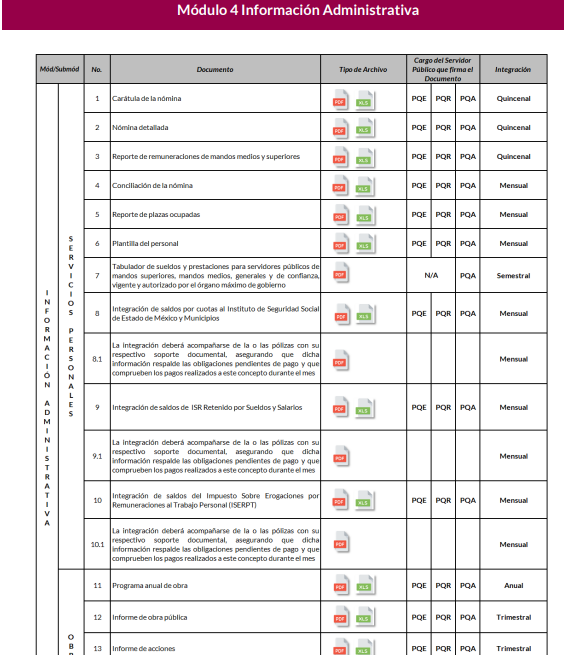 Módulo 4 Información Administrativa
Mód/Submód No. Documento Tipo de Archivo Cargo del Servidor Público que firma el Documento Integración
INFORMACIÓN ADMINISTRATIVA
SERVICIOS PERSONALES
1 Carátula de la nómina PDF XLS PQE PQR PQA Quincenal
2 Nómina detallada PDF XLS PQE PQR PQA Quincenal
3 Reporte de remuneraciones de mandos medios y superiores PDF XLS PQE PQR PQA Quincenal
4 Conciliación de la nómina PDF XLS PQE PQR PQA Mensual
5 Reporte de plazas ocupadas PDF XLS PQE PQR PQA Mensual
6 Plantilla del personal PDF XLS PQE PQR PQA Mensual
7 Tabulador de sueldos y prestaciones para servidores públicos de
mandos superiores, mandos medios, generales y de confianza,
vigente y autorizado por el órgano máximo de gobierno PDF N/A PQA Semestral
8 Integración de saldos por cuotas al Instituto de Seguridad Social
de Estado de México y Municipios PDF XLS PQE PQR PQA Mensual
8.1 La integración deberá acompañarse de la o las pólizas con su
respectivo soporte documental, asegurando que dicha
información respalde las obligaciones pendientes de pago y que
comprueben los pagos realizados a este concepto durante el mes PDF Mensual
9 Integración de saldos de ISR Retenido por Sueldos y Salarios PDF XLS PQE PQR PQA Mensual
9.1 La integración deberá acompañarse de la o las pólizas con su
respectivo soporte documental, asegurando que dicha
información respalde las obligaciones pendientes de pago y que
comprueben los pagos realizados a este concepto durante el mes PDF Mensual
10 Integración de saldos del Impuesto Sobre Erogaciones por
Remuneraciones al Trabajo Personal (ISERPT) PDF XLS PQE PQR PQA Mensual
10.1 La integración deberá acompañarse de la o las pólizas con su
respectivo soporte documental, asegurando que dicha
información respalde las obligaciones pendientes de pago y que
comprueben los pagos realizados a este concepto durante el mes PDF Mensual
OB
11 Programa anual de obra PDF XLS PQE PQR PQA Anual
12 Informe de obra pública PDF XLS PQE PQR PQA Trimestral
13 Informe de acciones PDF XLS PQE PQR PQA Trimestral